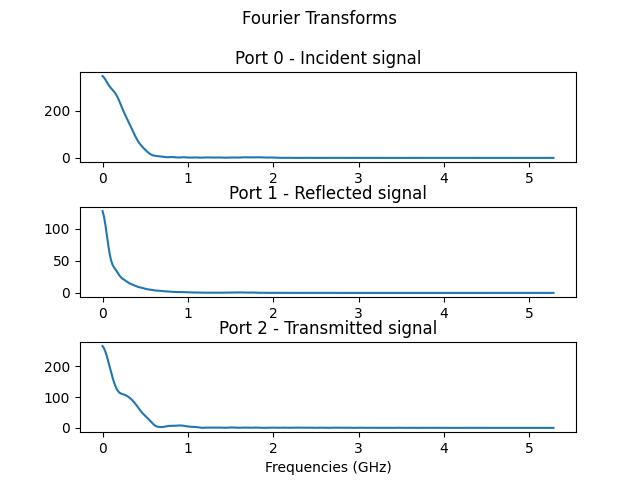 Fourier Transforms
Port 0 - Incident signal
200
0
0 1 2 3 4 5
Port 1 - Reflected signal
100
50
0
0 1 2 3 4 5
Port 2 - Transmitted signal
200
100
0
0 1 2 3 4 5
Frequencies (GHz)